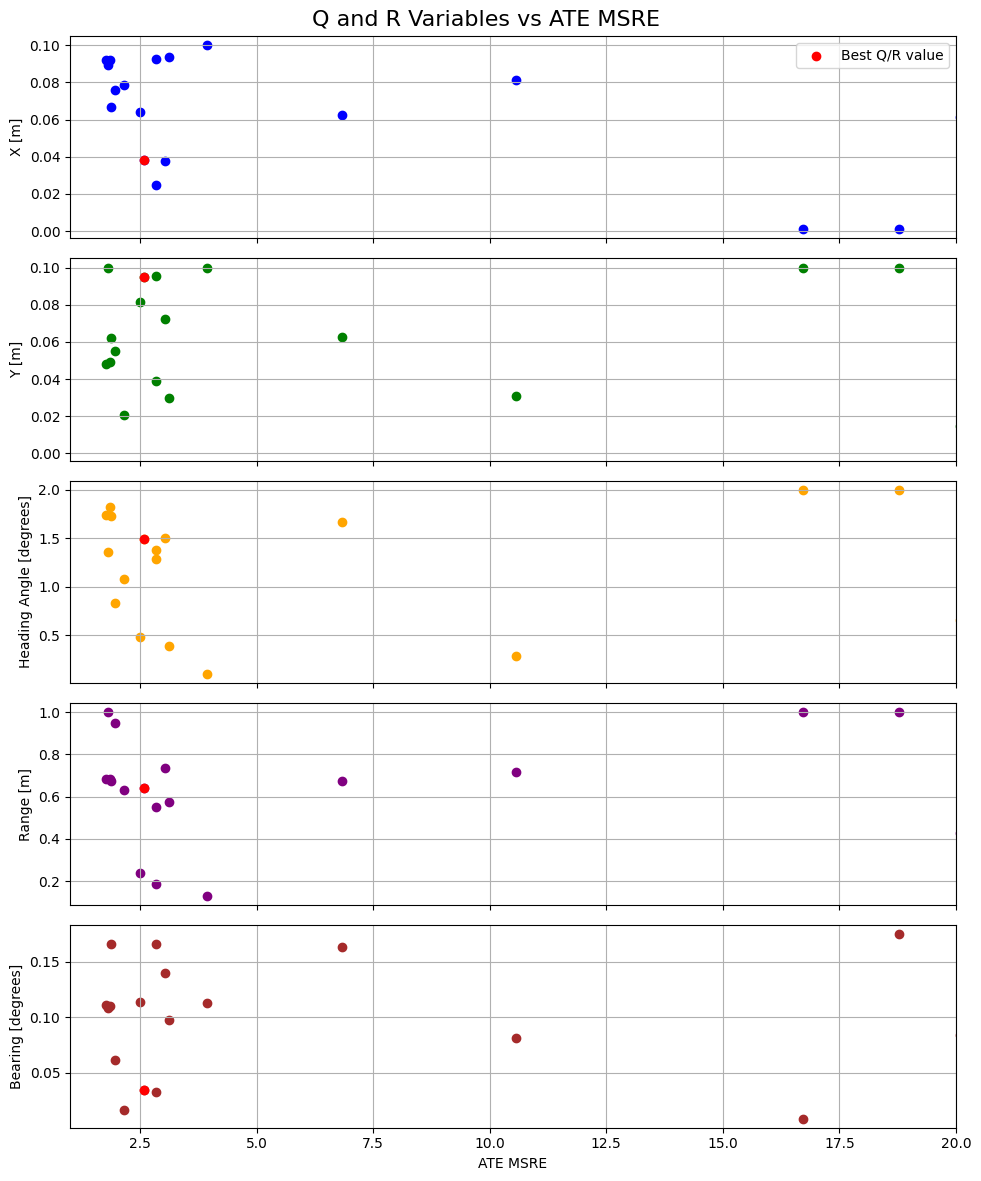 Q and R Variables vs ATE MSRE
Best Q/R value
X [m]
0.10
0.08
0.06
0.04
0.02
0.00
Y [m]
0.10
0.08
0.06
0.04
0.02
0.00
Heading Angle [degrees]
2.0
1.5
1.0
0.5
Range [m]
1.0
0.8
0.6
0.4
0.2
Bearing [degrees]
0.15
0.10
0.05
2.5 5.0 7.5 10.0 12.5 15.0 17.5 20.0
ATE MSRE